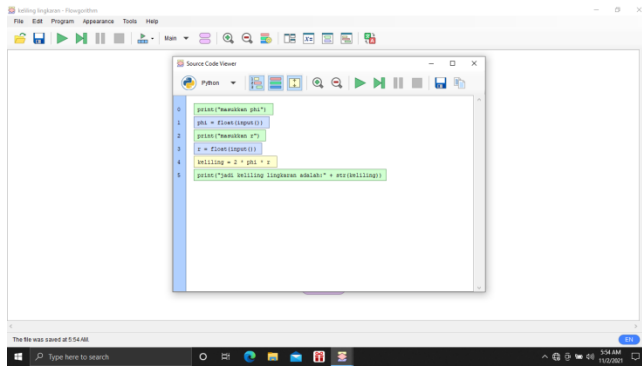 keliling lingkaran - Flowgorithm
File Edit Program Appearance Tools Help
Main
Source Code Viewer
Python
0 print("masukkan phi")
1 phi = float(input())
2 print("masukkan r")
3 r = float(input())
4 keliling = 2 * phi * r
5 print("jadi keliling lingkaran adalah:" + str(keliling))
The file was saved at 5:54 AM.
EN
Type here to search
5:54 AM
11/2/2021